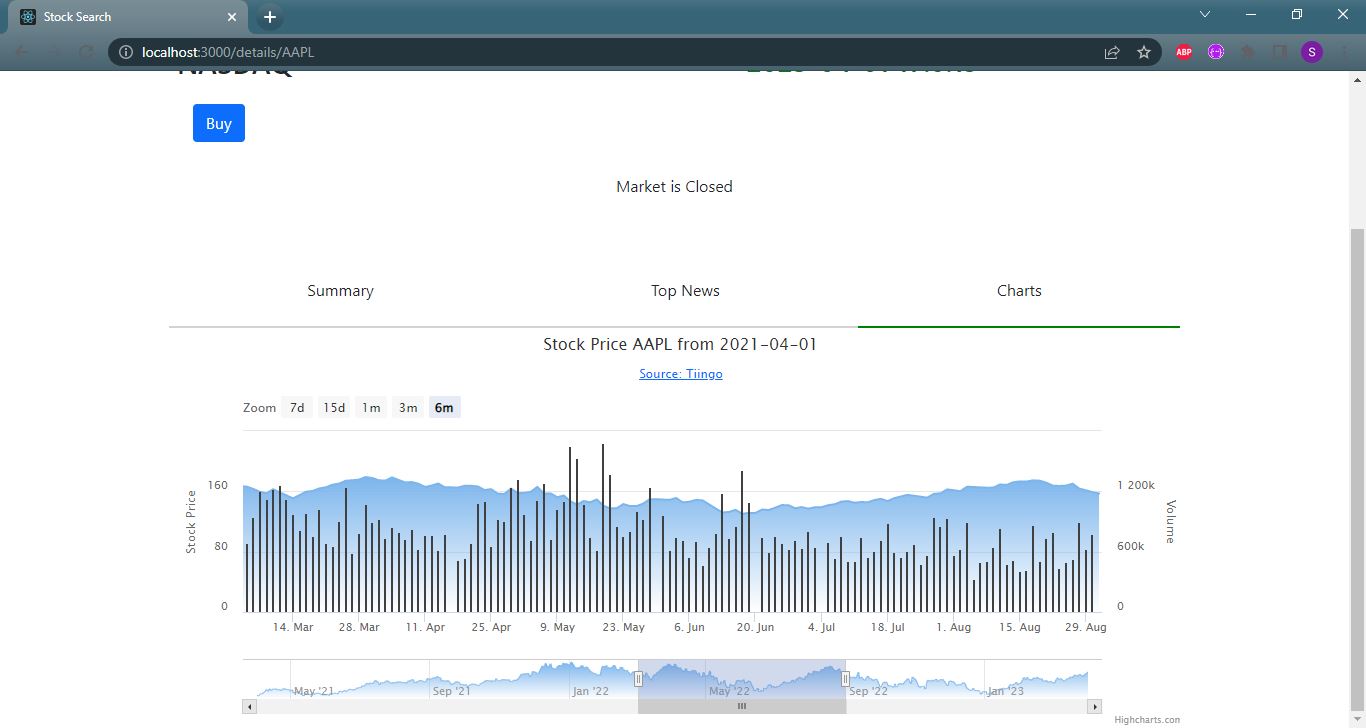 Stock Search
localhost:3000/details/AAPL
ABP
S
NASDAQ
Buy
Market is Closed
Summary Top News Charts
Stock Price AAPL from 2021-04-01
Source: Tiingo
Zoom 7d 15d 1m 3m 6m
160 1 200k
Stock Price Volume
80 600k
0 0
14. Mar 28. Mar 11. Apr 25. Apr 9. May 23. May 6. Jun 20. Jun 4. Jul 18. Jul 1. Aug 15. Aug 29. Aug
May '21 Sep '21 Jan '22 May '22 Sep '22 Jan '23
Highcharts.com